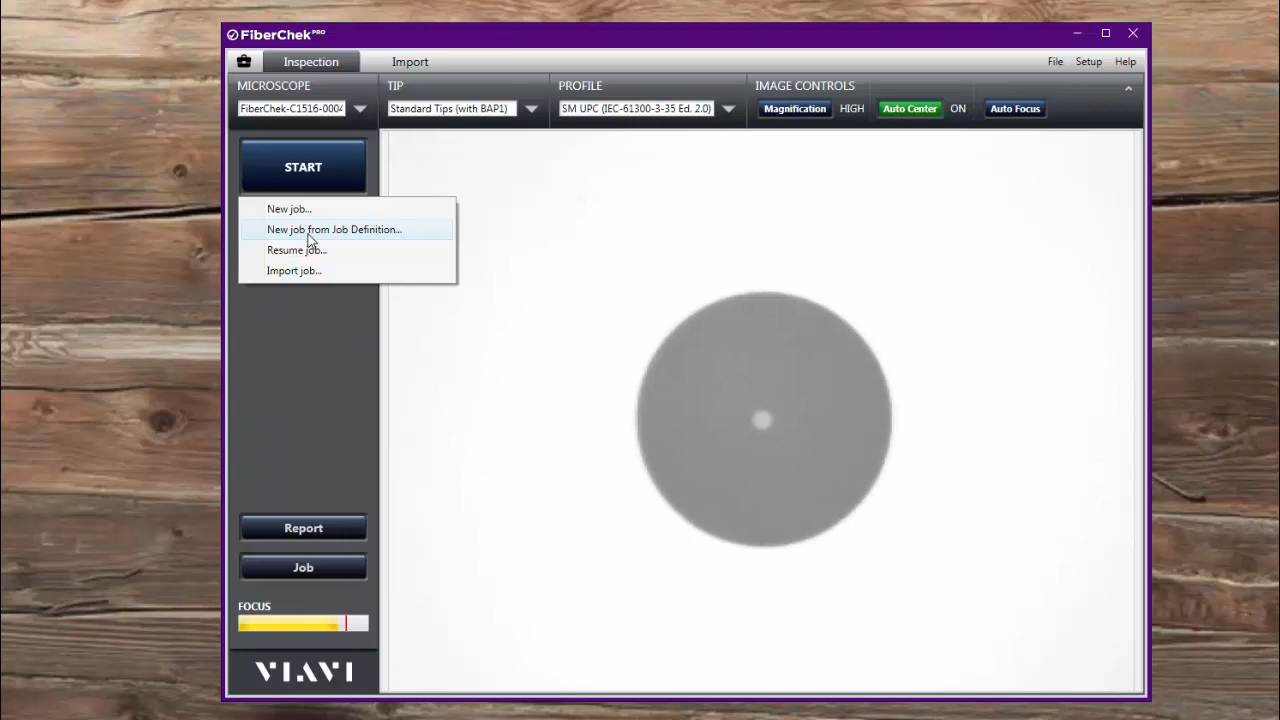 FiberChek PRO
Inspection Import File Setup Help
MICROSCOPE TIP PROFILE IMAGE CONTROLS
FiberChek-C1516-0004 Standard Tips (with BAP1) SM UPC (IEC-61300-3-35 Ed. 2.0) Magnification HIGH Auto Center ON Auto Focus
START
New job...
New job from Job Definition...
Resume job...
Import job...
Report
Job
FOCUS
VIAVI